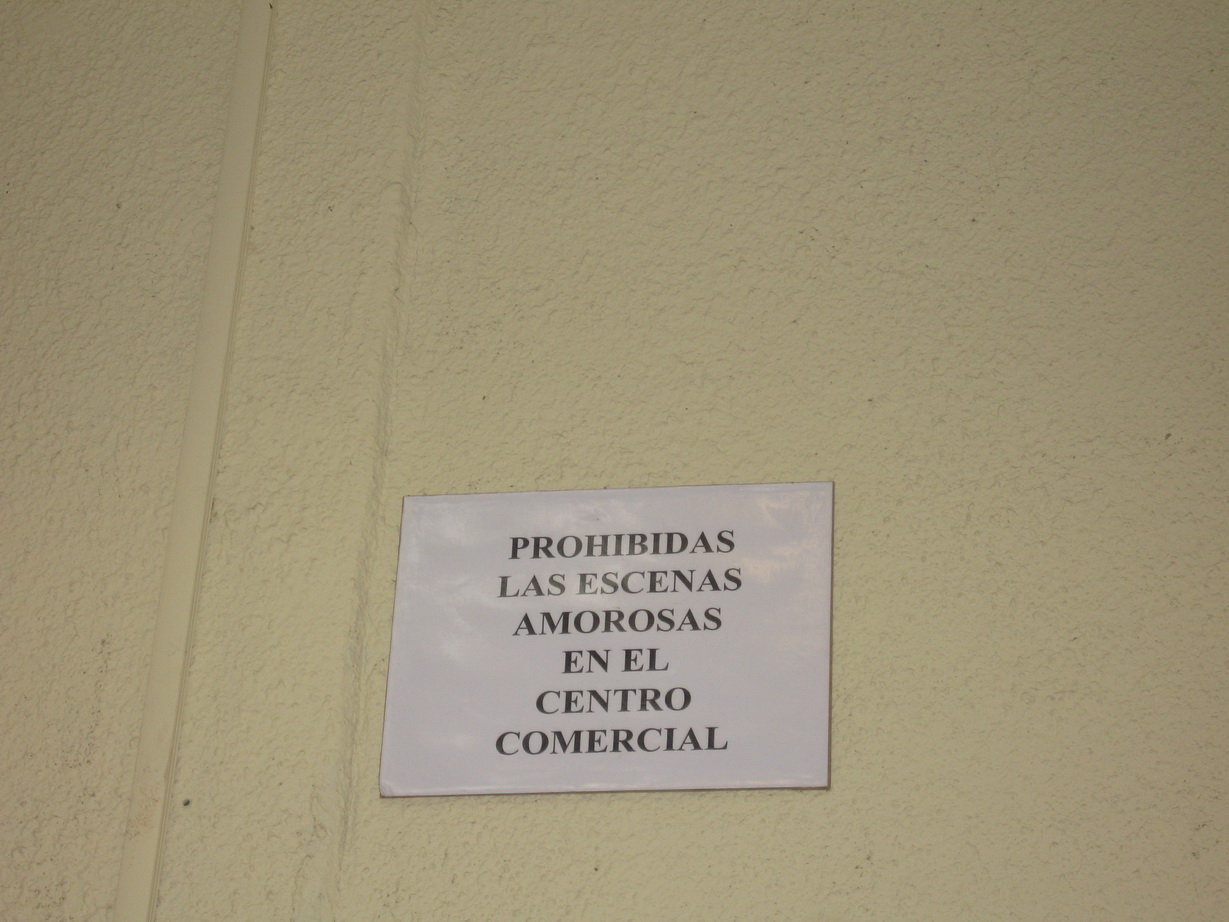 PROHIBIDAS
LAS ESCENAS
AMOROSAS
EN EL
CENTRO
COMERCIAL